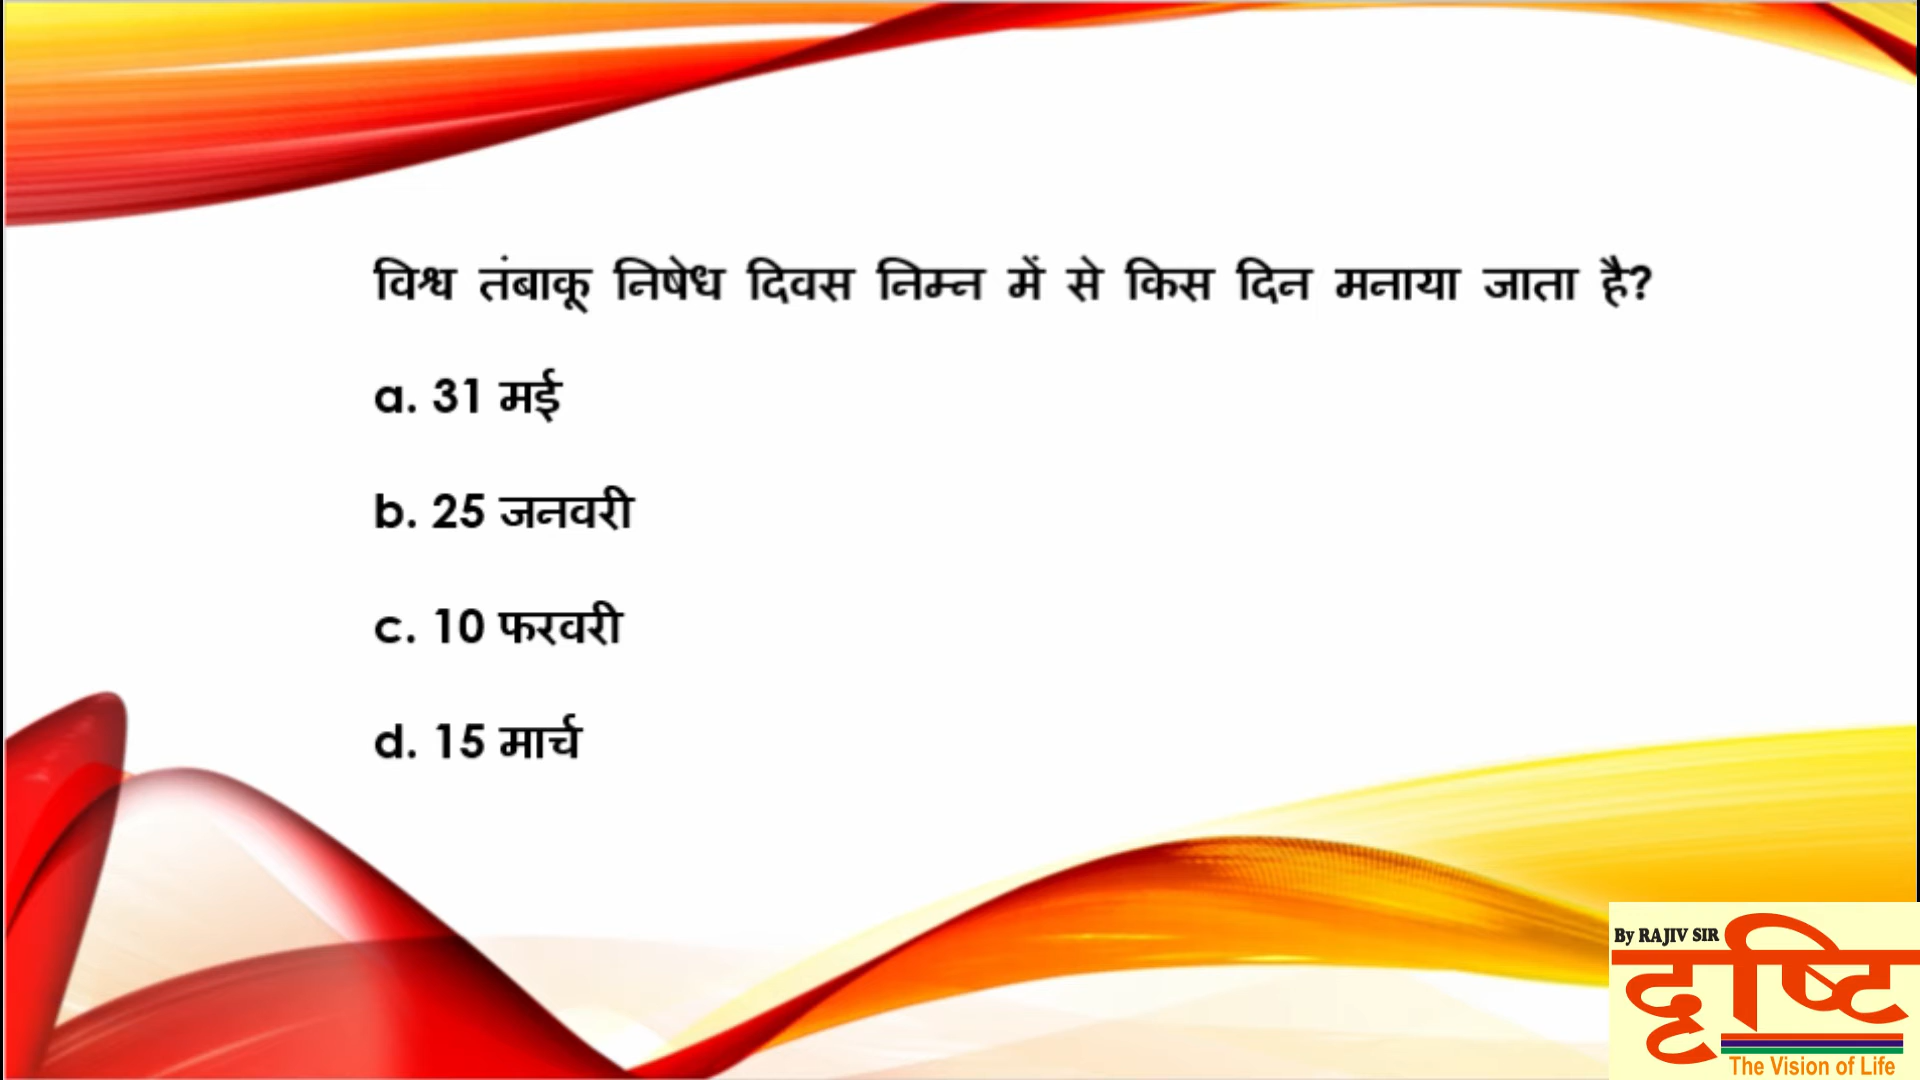 विश्व तंबाकू निषेध दिवस निम्न में से किस दिन मनाया जाता है?
a. 31 मई
b. 25 जनवरी
c. 10 फरवरी
d. 15 मार्च
By RAJIV SIR
दृष्टि
The Vision of Life